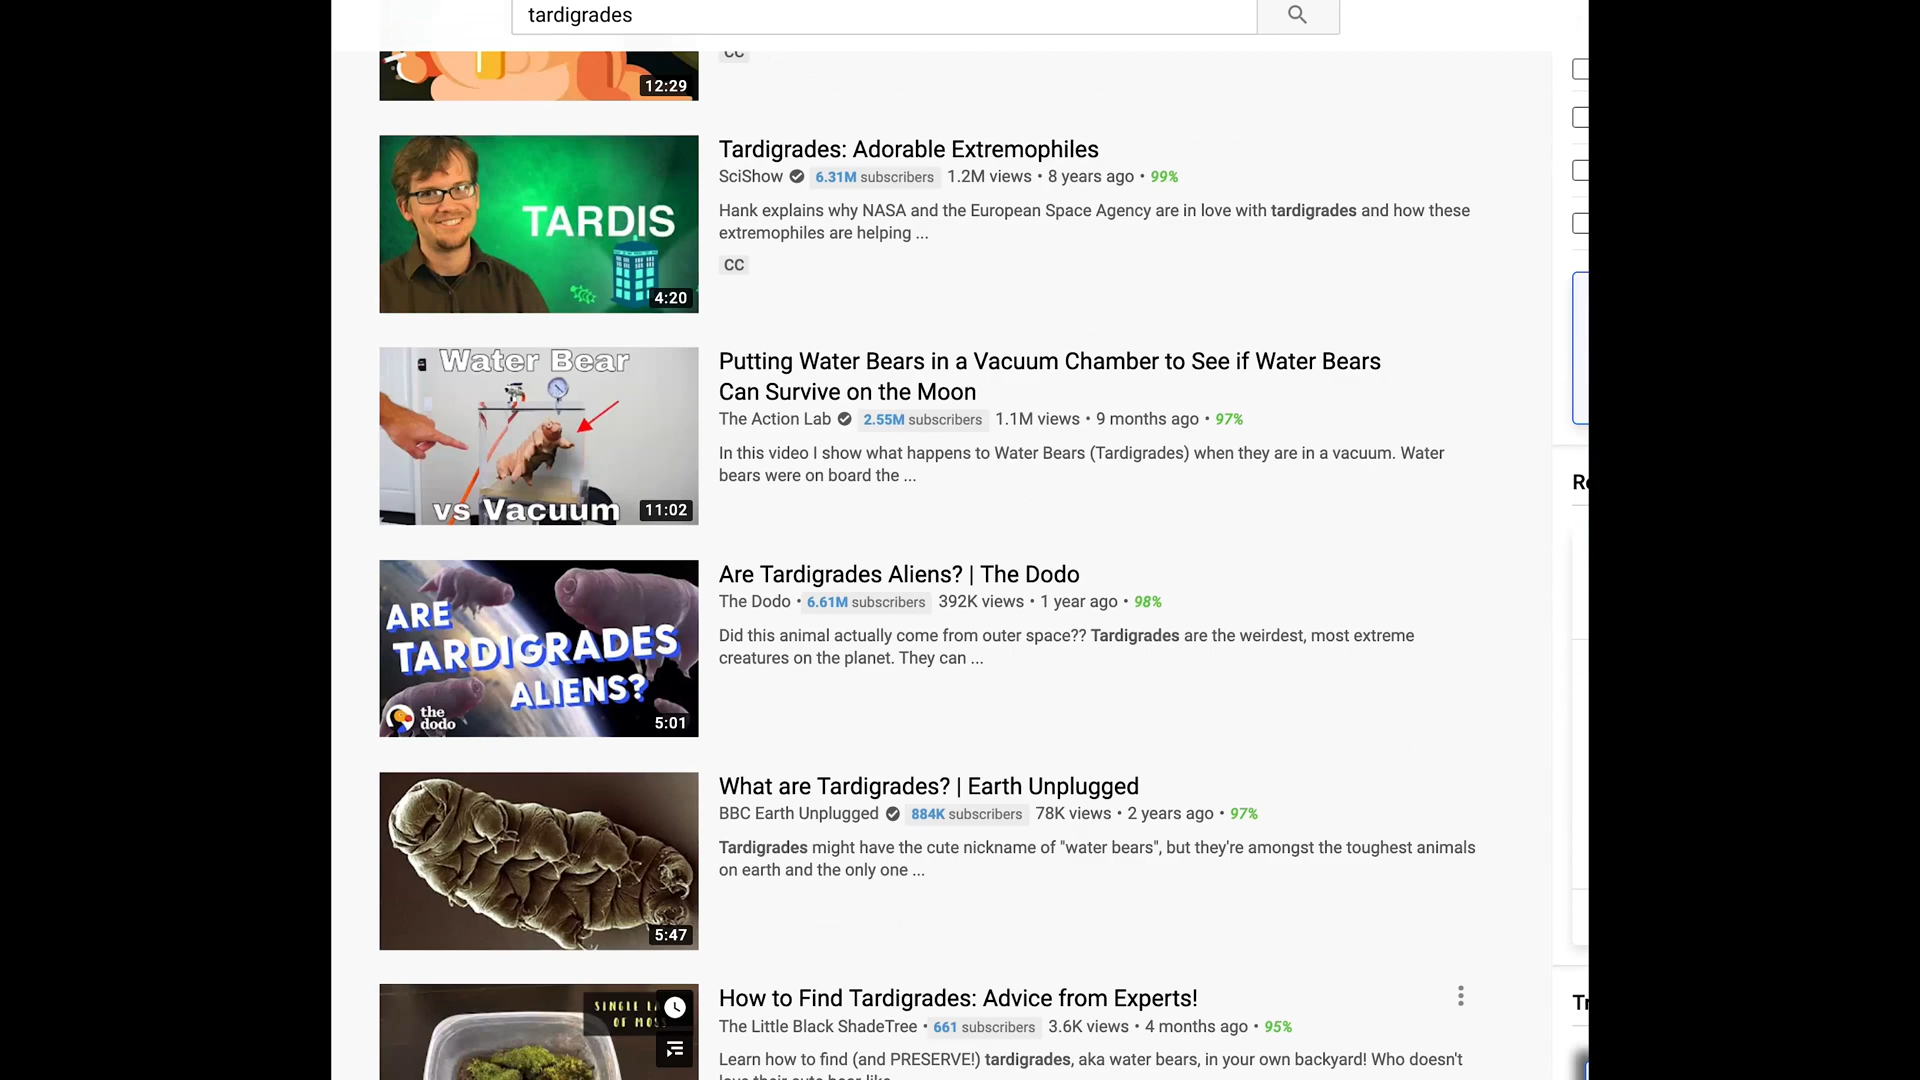 tardigrades
CC
12:29
TARDIS
4:20
Tardigrades: Adorable Extremophiles
SciShow 6.31M subscribers 1.2M views • 8 years ago • 99%
Hank explains why NASA and the European Space Agency are in love with tardigrades and how these
extremophiles are helping ...
CC
Water Bear
vs Vacuum
11:02
Putting Water Bears in a Vacuum Chamber to See if Water Bears
Can Survive on the Moon
The Action Lab 2.55M subscribers 1.1M views • 9 months ago • 97%
In this video I show what happens to Water Bears (Tardigrades) when they are in a vacuum. Water
bears were on board the ...
ARE
TARDIGRADES
ALIENS?
the
dodo
5:01
Are Tardigrades Aliens? | The Dodo
The Dodo • 6.61M subscribers 392K views • 1 year ago • 98%
Did this animal actually come from outer space?? Tardigrades are the weirdest, most extreme
creatures on the planet. They can ...
5:47
What are Tardigrades? | Earth Unplugged
BBC Earth Unplugged 884K subscribers 78K views • 2 years ago • 97%
Tardigrades might have the cute nickname of "water bears", but they're amongst the toughest animals
on earth and the only one ...
SINGLE
OF MOSS
How to Find Tardigrades: Advice from Experts!
The Little Black ShadeTree • 661 subscribers 3.6K views • 4 months ago • 95%
Learn how to find (and PRESERVE!) tardigrades, aka water bears, in your own backyard! Who doesn't